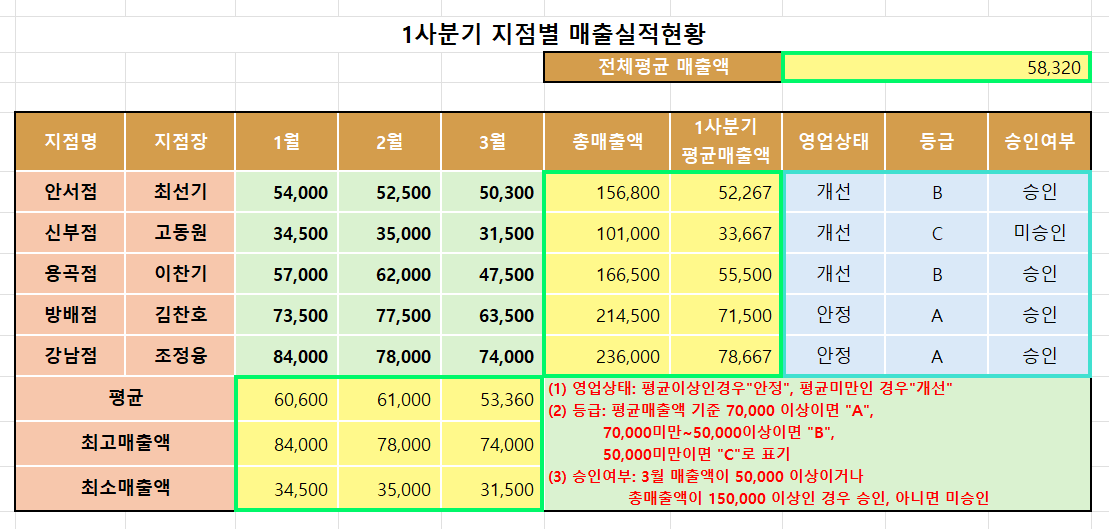 1사분기 지점별 매출실적현황
전체평균 매출액 58,320
지점명 지점장 1월 2월 3월 총매출액 1사분기 평균매출액 영업상태 등급 승인여부
안서점 최선기 54,000 52,500 50,300 156,800 52,267 개선 B 승인
신부점 고동원 34,500 35,000 31,500 101,000 33,667 개선 C 미승인
용곡점 이찬기 57,000 62,000 47,500 166,500 55,500 개선 B 승인
방배점 김찬호 73,500 77,500 63,500 214,500 71,500 안정 A 승인
강남점 조정융 84,000 78,000 74,000 236,000 78,667 안정 A 승인
평균 60,600 61,000 53,360
최고매출액 84,000 78,000 74,000
최소매출액 34,500 35,000 31,500
(1) 영업상태: 평균이상인경우"안정", 평균미만인 경우"개선"
(2) 등급: 평균매출액 기준 70,000 이상이면 "A",
70,000미만~50,000이상이면 "B",
50,000미만이면 "C"로 표기
(3) 승인여부: 3월 매출액이 50,000 이상이거나
총매출액이 150,000 이상인 경우 승인, 아니면 미승인